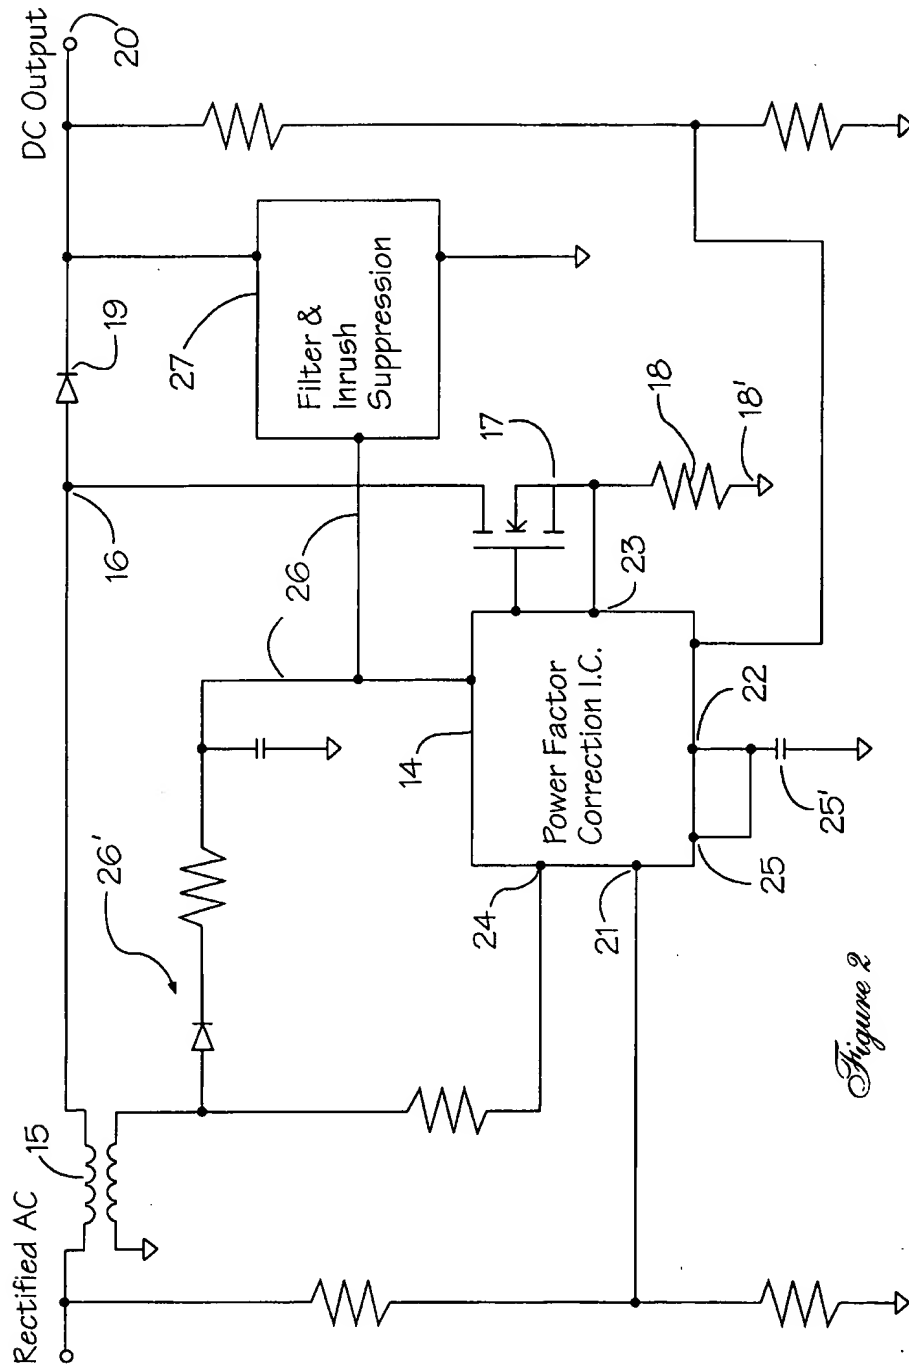 Rectified AC
15
DC Output
20
19
16
26'
26
27
Filter &
Inrush
Suppression
14
17
18
18'
23
Power Factor
Correction I.C.
24
21
22
25
25'
Figure 2